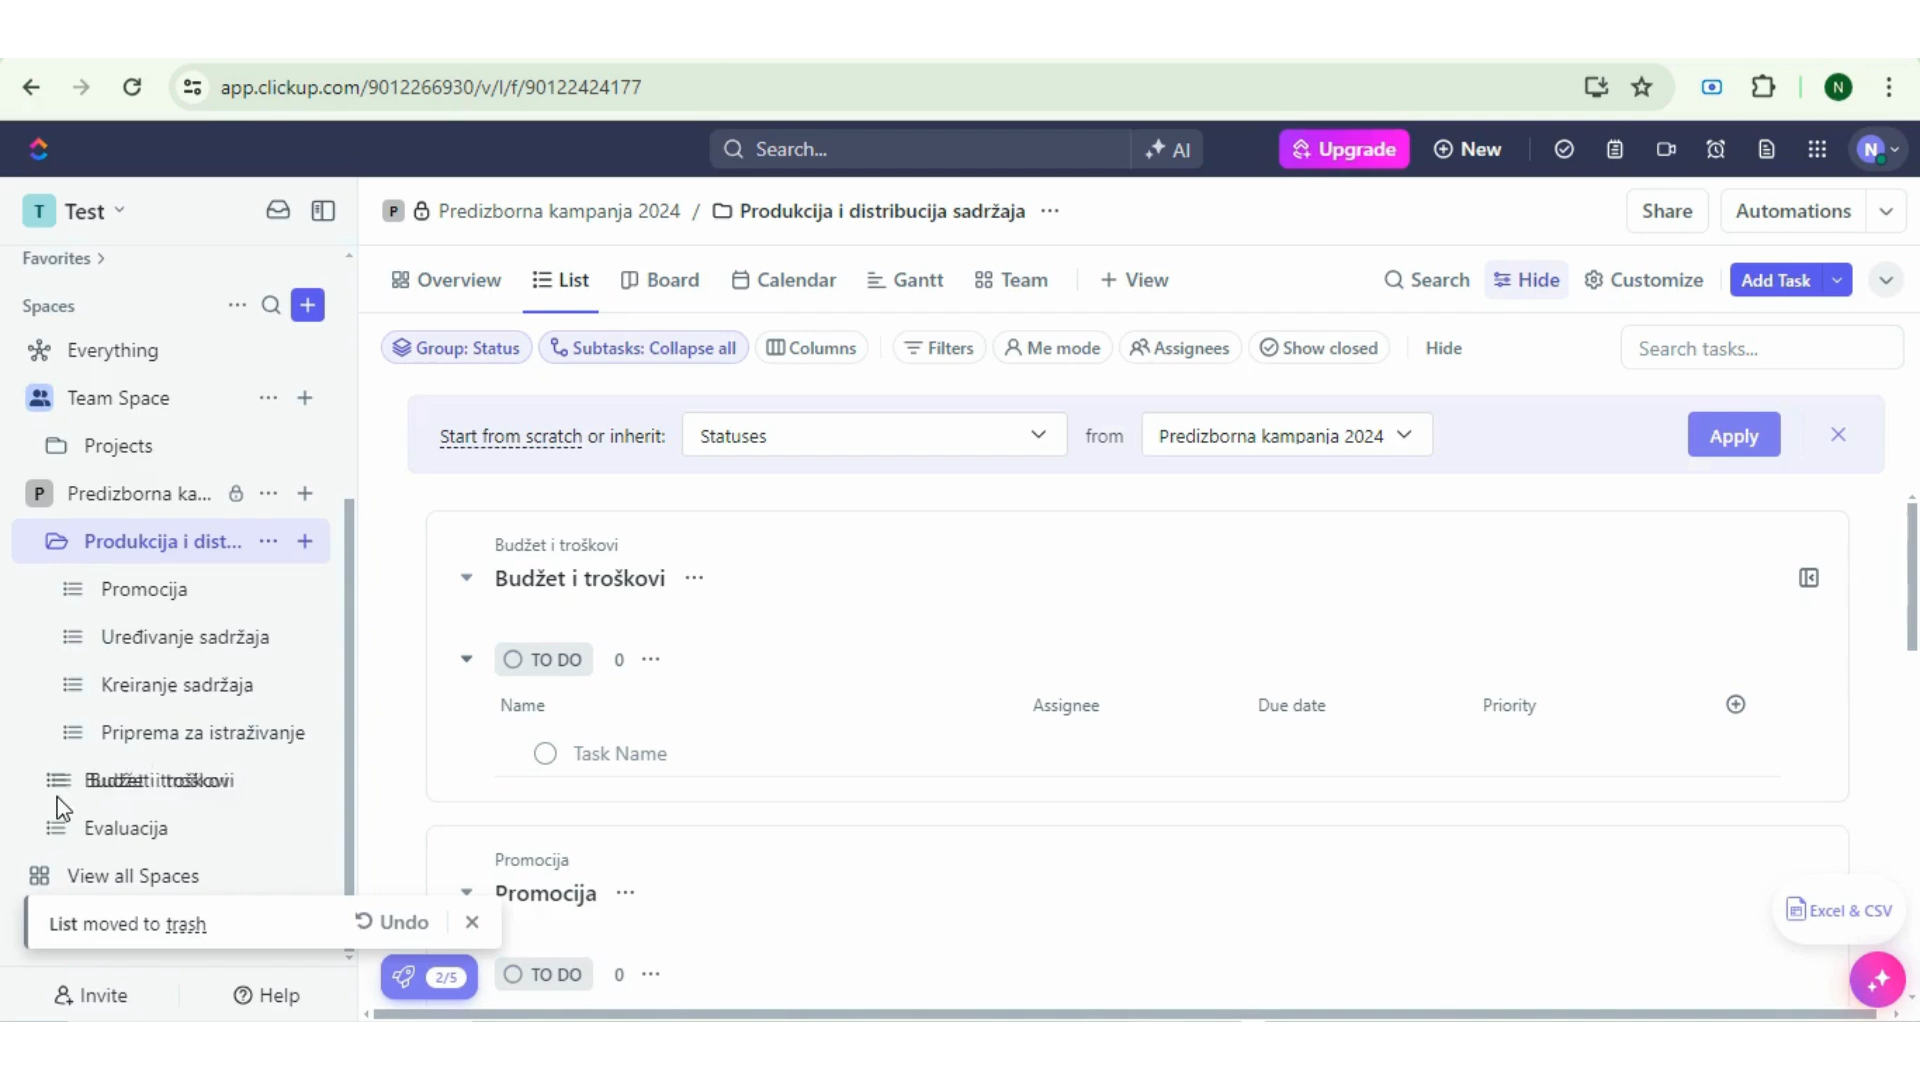 app.clickup.com/9012266930/v/l/f/90122424177
N
Search...
AI
Upgrade
New
N
T Test
P Predizborna kampanja 2024 / Produkcija i distribucija sadržaja ...
Share
Automations
Favorites >
Overview
List
Board
Calendar
Gantt
Team
+ View
Search
Hide
Customize
Add Task
Spaces ...
Group: Status
Subtasks: Collapse all
Columns
Filters
Me mode
Assignees
Show closed
Hide
Search tasks...
Everything
Team Space ... +
Projects
P Predizborna ka... ... +
Produkcija i dist... ... +
Promocija
Uređivanje sadržaja
Kreiranje sadržaja
Priprema za istraživanje
Budžet i troškovi
Evaluacija
View all Spaces
Start from scratch or inherit:
Statuses
from
Predizborna kampanja 2024
Apply
Budžet i troškovi
Budžet i troškovi ...
TO DO 0 ...
Name
Assignee
Due date
Priority
Task Name
Promocija
Promocija ...
TO DO 0 ...
List moved to trash
Undo
2/5
Excel & CSV
Invite
Help